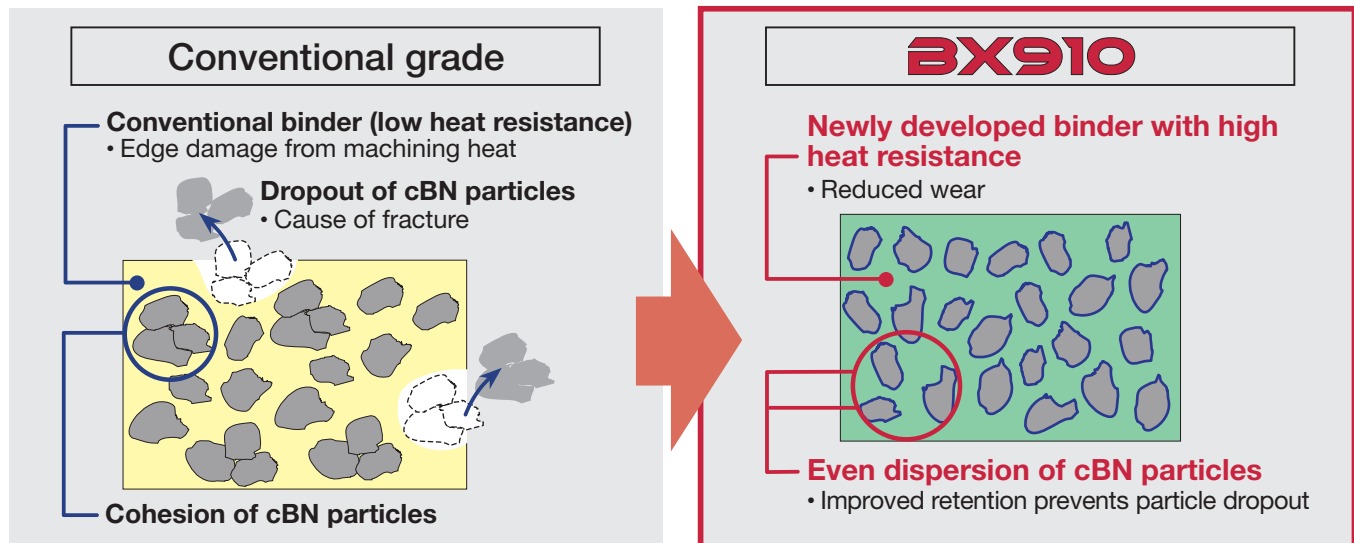 Conventional grade
Conventional binder (low heat resistance)
• Edge damage from machining heat
Dropout of cBN particles
• Cause of fracture
Cohesion of cBN particles
BX910
Newly developed binder with high
heat resistance
• Reduced wear
Even dispersion of cBN particles
• Improved retention prevents particle dropout